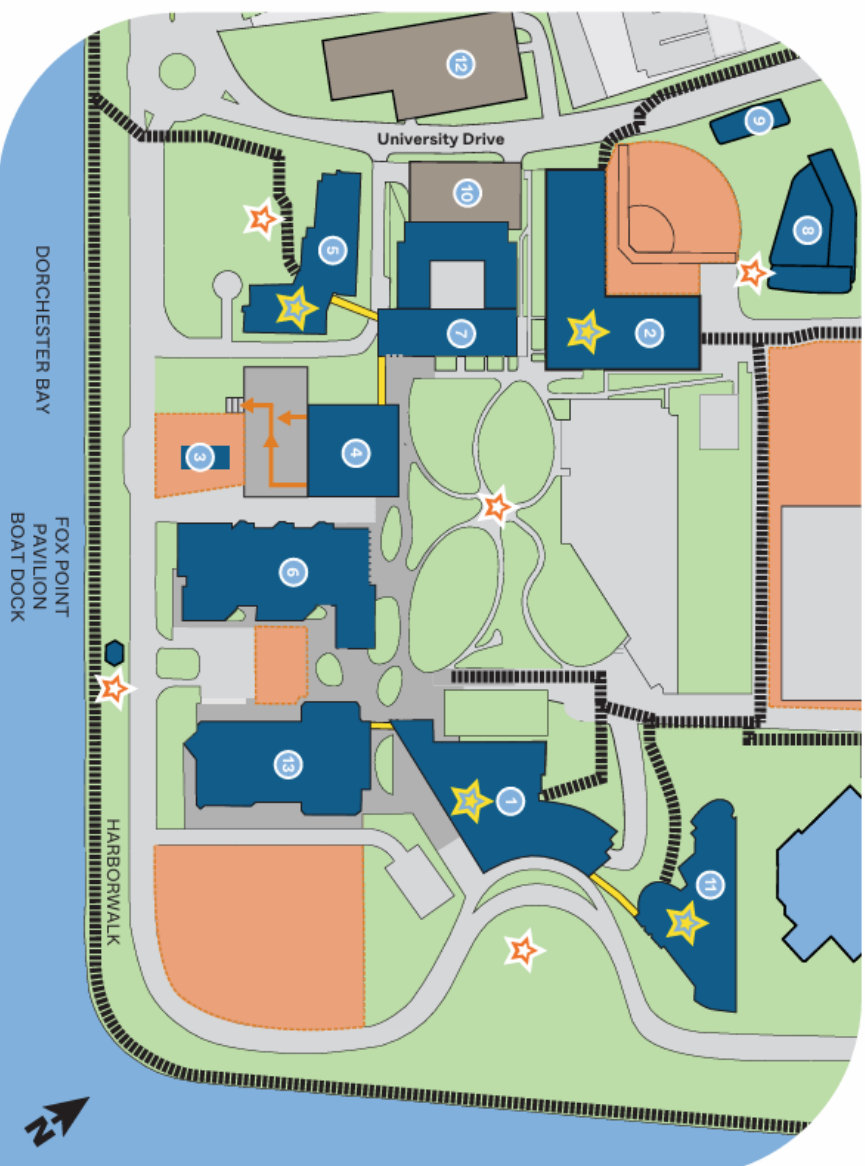 12
University Drive
9
10
8
5
2
7
4
3
DORCHESTER BAY
FOX POINT
PAVILION
BOAT DOCK
6
13
1
11
HARBORWALK
N